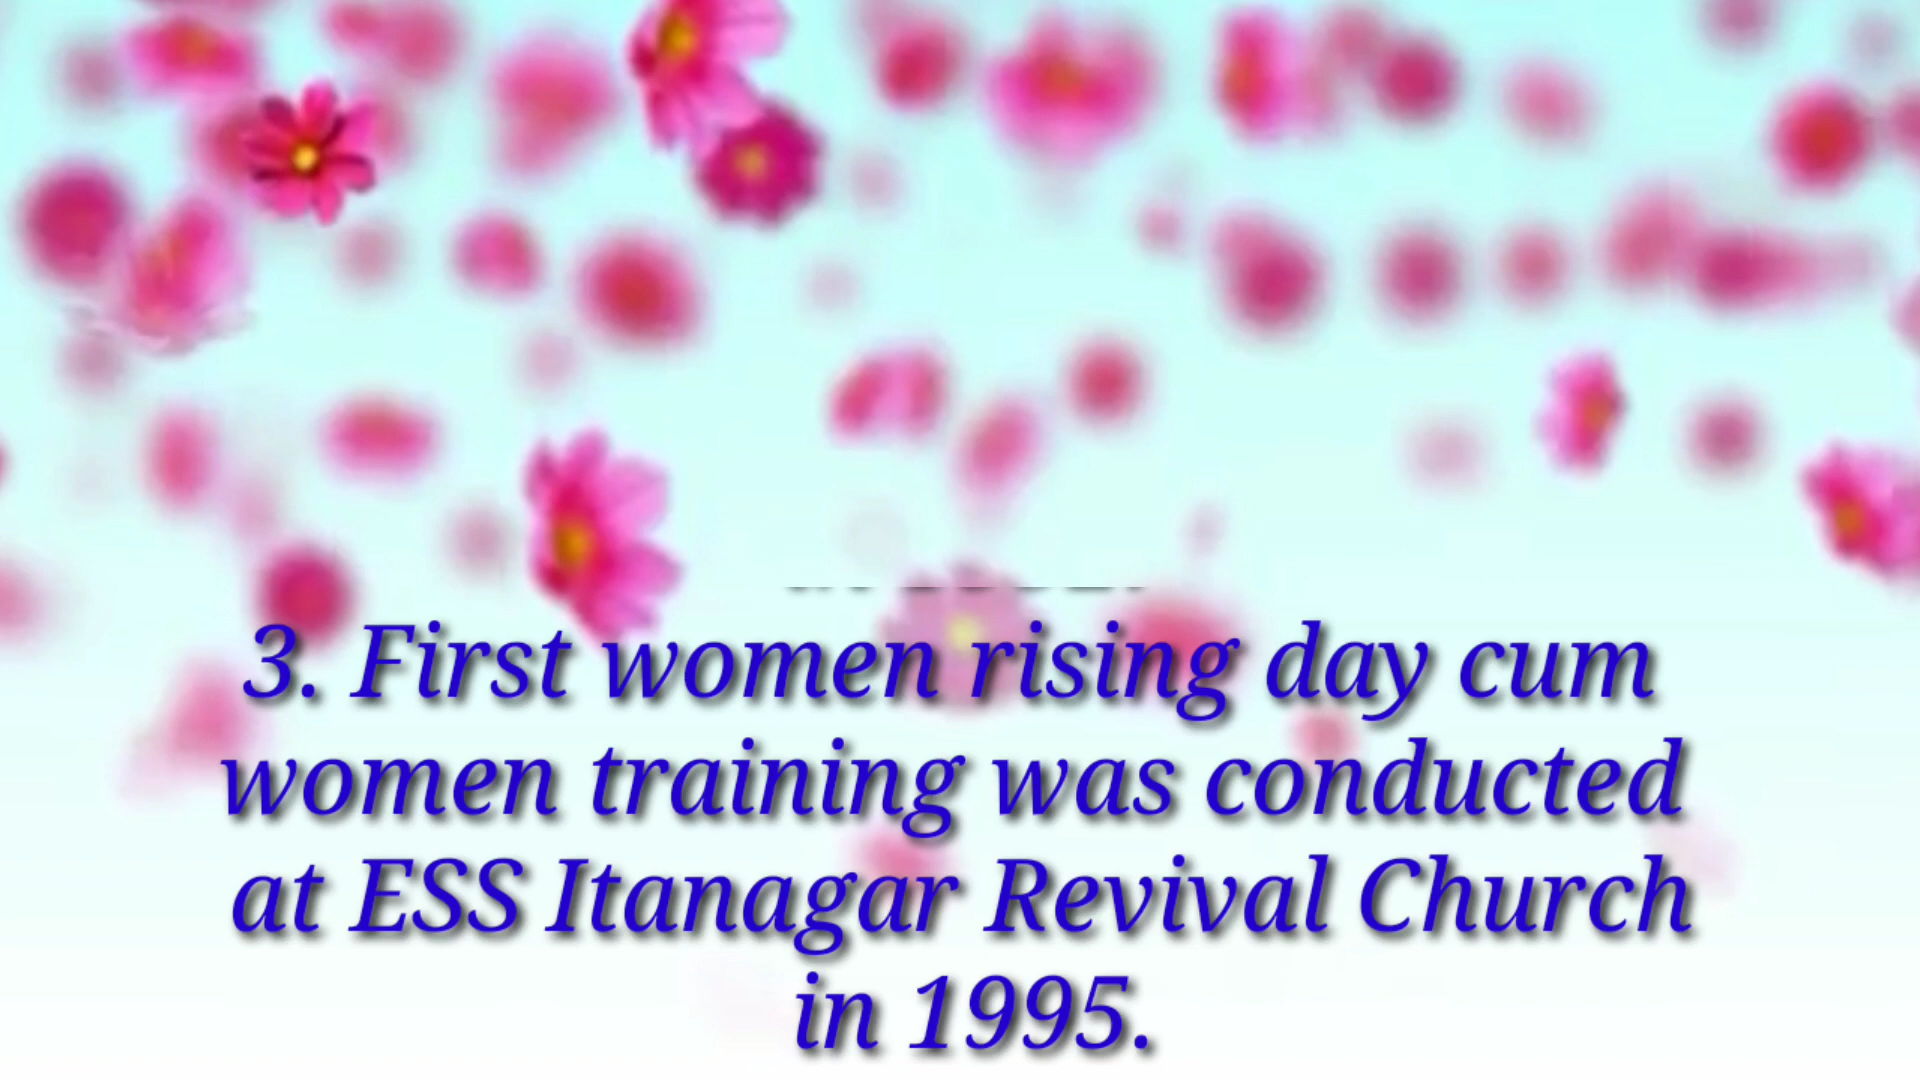 3. First women rising day cum
women training was conducted
at ESS Itanagar Revival Church
in 1995.